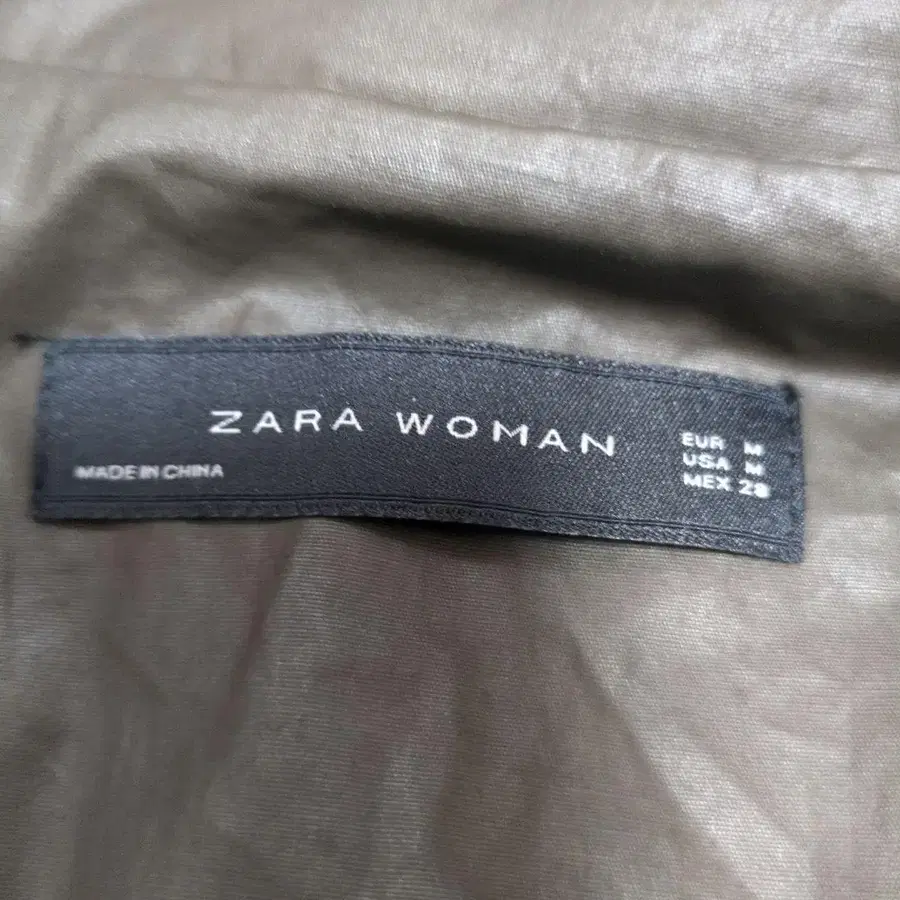 ZARA WOMAN
MADE IN CHINA
EUR M
USA M
MEX 28